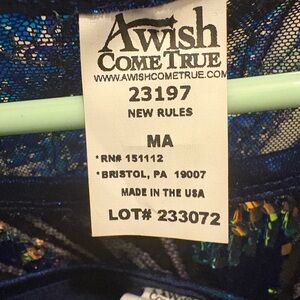 Awish
COME TRUE
WWW.AWISHCOMETRUE.COM
23197
NEW RULES
MA
*RN# 151112
*BRISTOL, PA 19007
MADE IN THE USA
LOT# 233072